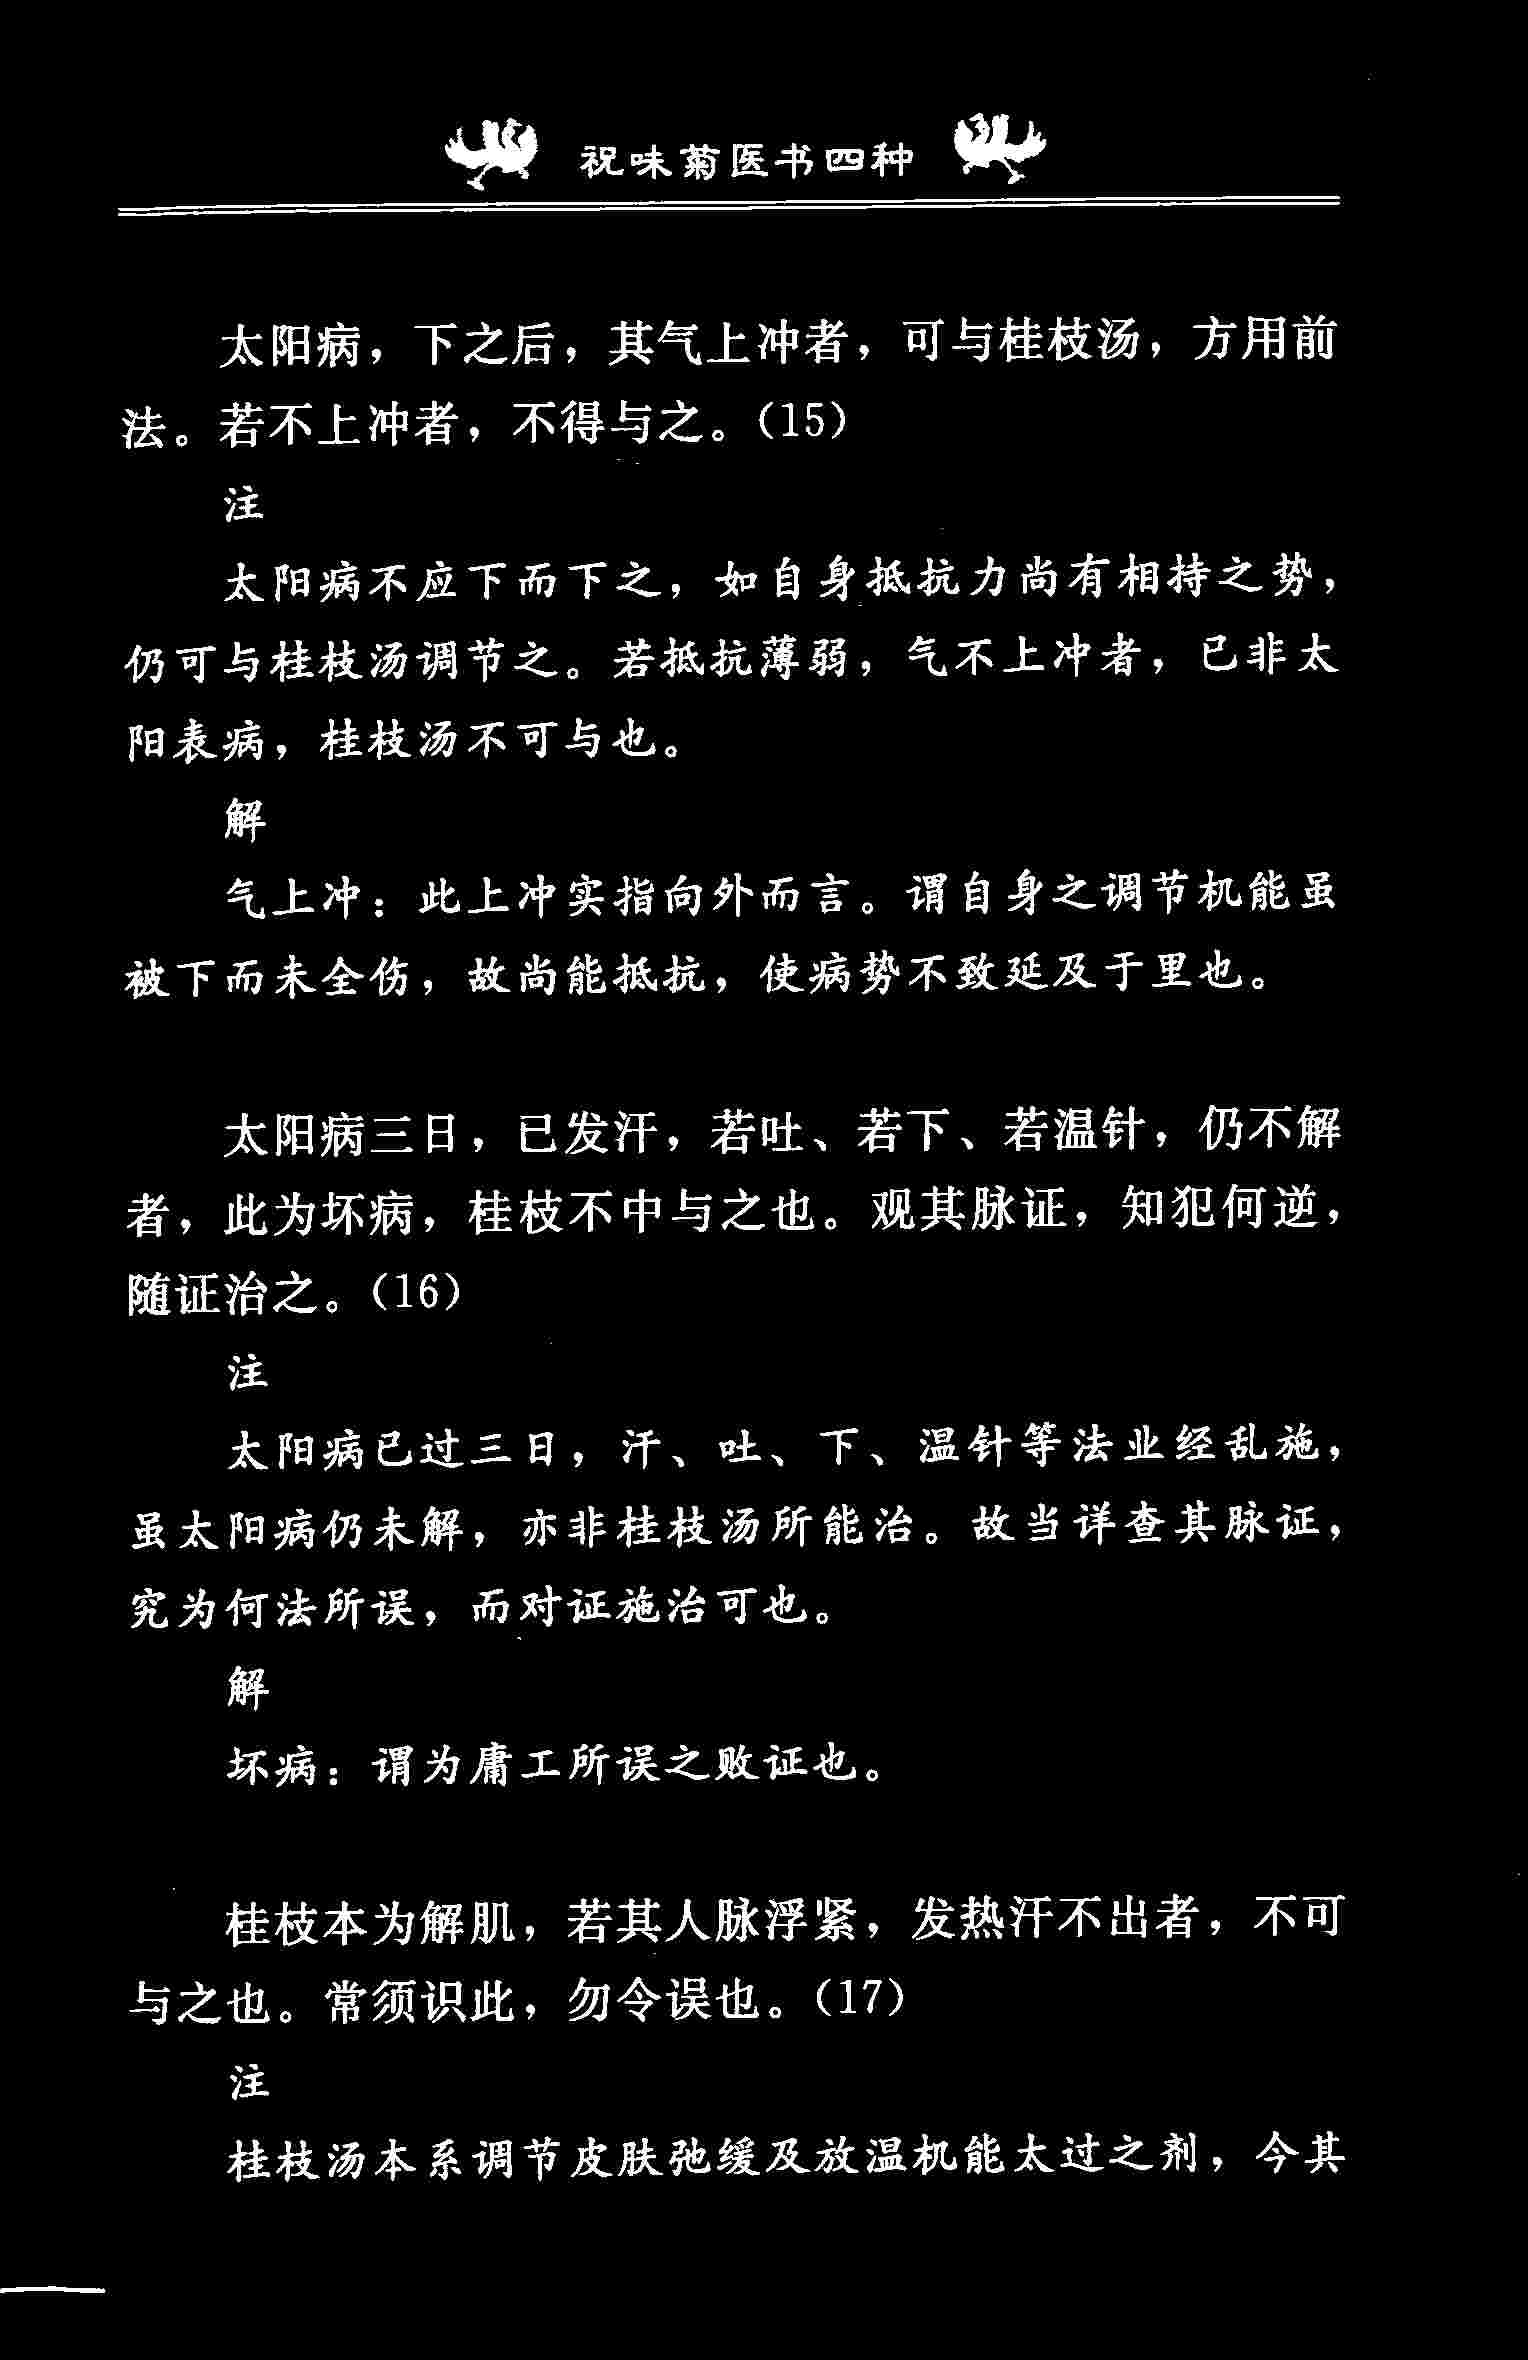 祝味菊医书四种
太阳病，下之后，其气上冲者，可与桂枝汤，方用前
法。若不上冲者，不得与之。（15）
注
太阳病不应下而下之，如自身抵抗力尚有相持之势，
仍可与桂枝汤调节之。若抵抗薄弱，气不上冲者，已非太
阳表病，桂枝汤不可与也。
解
气上冲：此上冲实指向外而言。谓自身之调节机能虽
被下而未全伤，故尚能抵抗，使病势不致延及于里也。
太阳病三日，已发汗，若吐、若下、若温针，仍不解
者，此为坏病，桂枝不中与之也。观其脉证，知犯何逆，
随证治之。（16）
注
太阳病已过三日，汗、吐、下、温针等法业经乱施，
虽太阳病仍未解，亦非桂枝汤所能治。故当详查其脉证，
究为何法所误，而对证施治可也。
解
坏病：谓为庸工所误之败证也。
桂枝本为解肌，若其人脉浮紧，发热汗不出者，不可
与之也。常须识此，勿令误也。（17）
注
桂枝汤本系调节皮肤弛缓及放温机能太过之剂，今其